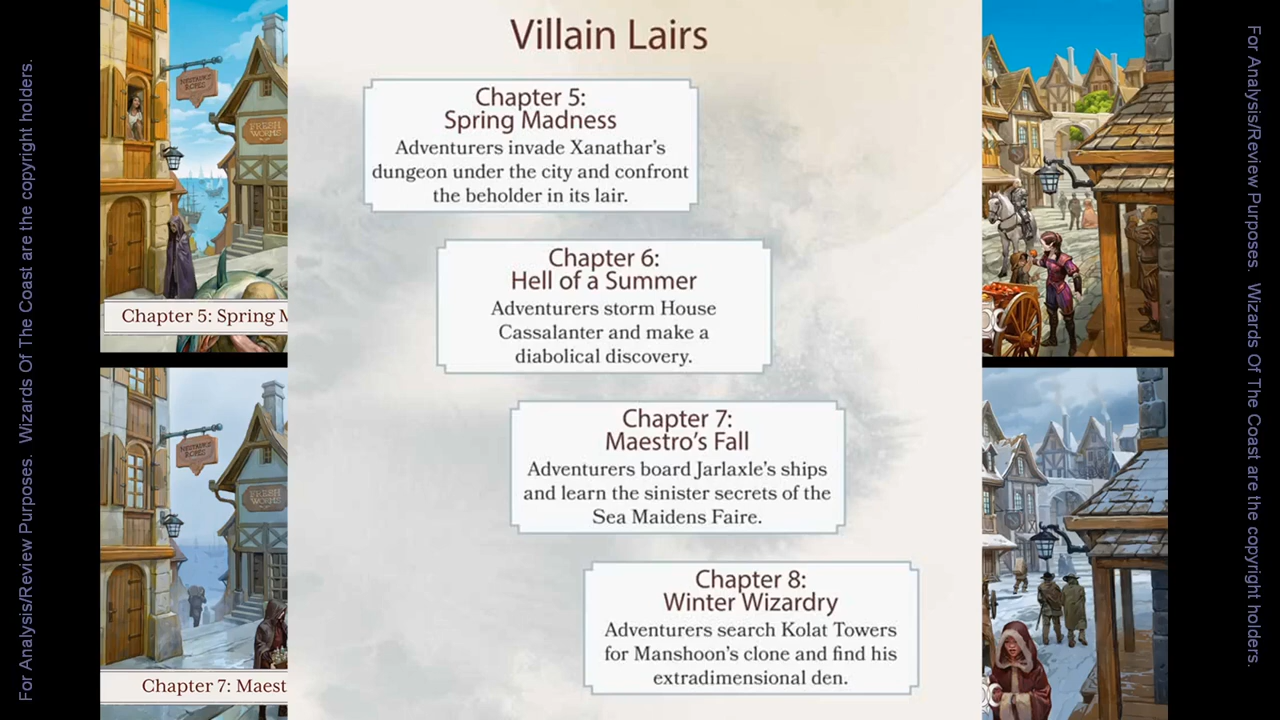 Villain Lairs
Chapter 5:
Spring Madness
Adventurers invade Xanathar's
dungeon under the city and confront
the beholder in its lair.
Chapter 6:
Hell of a Summer
Adventurers storm House
Cassalanter and make a
diabolical discovery.
Chapter 7:
Maestro's Fall
Adventurers board Jarlaxle's ships
and learn the sinister secrets of the
Sea Maidens Faire.
Chapter 8:
Winter Wizardry
Adventurers search Kolat Towers
for Manshoon's clone and find his
extradimensional den.
FRESH
WORMS
Chapter 5: Spring M
FRESH
WORMS
Chapter 7: Maest
For Analysis/Review Purposes. Wizards Of The Coast are the copyright holders.
For Analysis/Review Purposes. Wizards Of The Coast are the copyright holders.